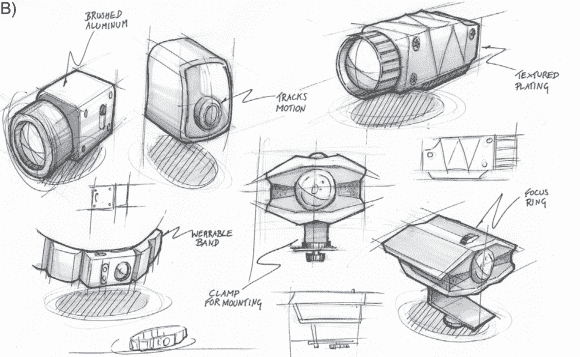 B)
BRUSHED
ALUMINUM
TRACKS
MOTION
TEXTURED
PLATING
WEARABLE
BAND
CLAMP
FOR MOUNTING
FOCUS
RING